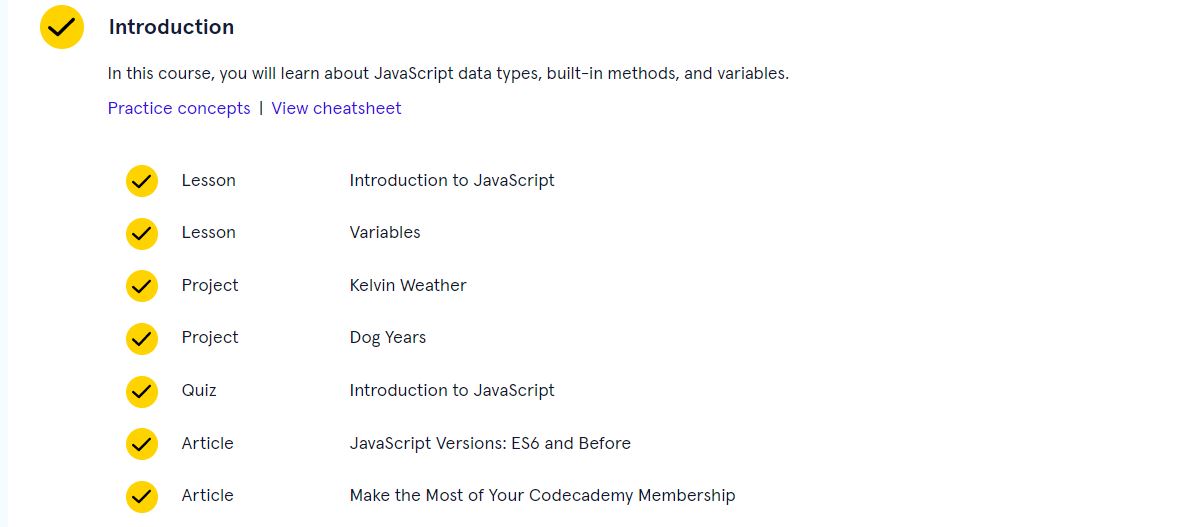 Introduction
In this course, you will learn about JavaScript data types, built-in methods, and variables.
Practice concepts | View cheatsheet
Lesson Introduction to JavaScript
Lesson Variables
Project Kelvin Weather
Project Dog Years
Quiz Introduction to JavaScript
Article JavaScript Versions: ES6 and Before
Article Make the Most of Your Codecademy Membership